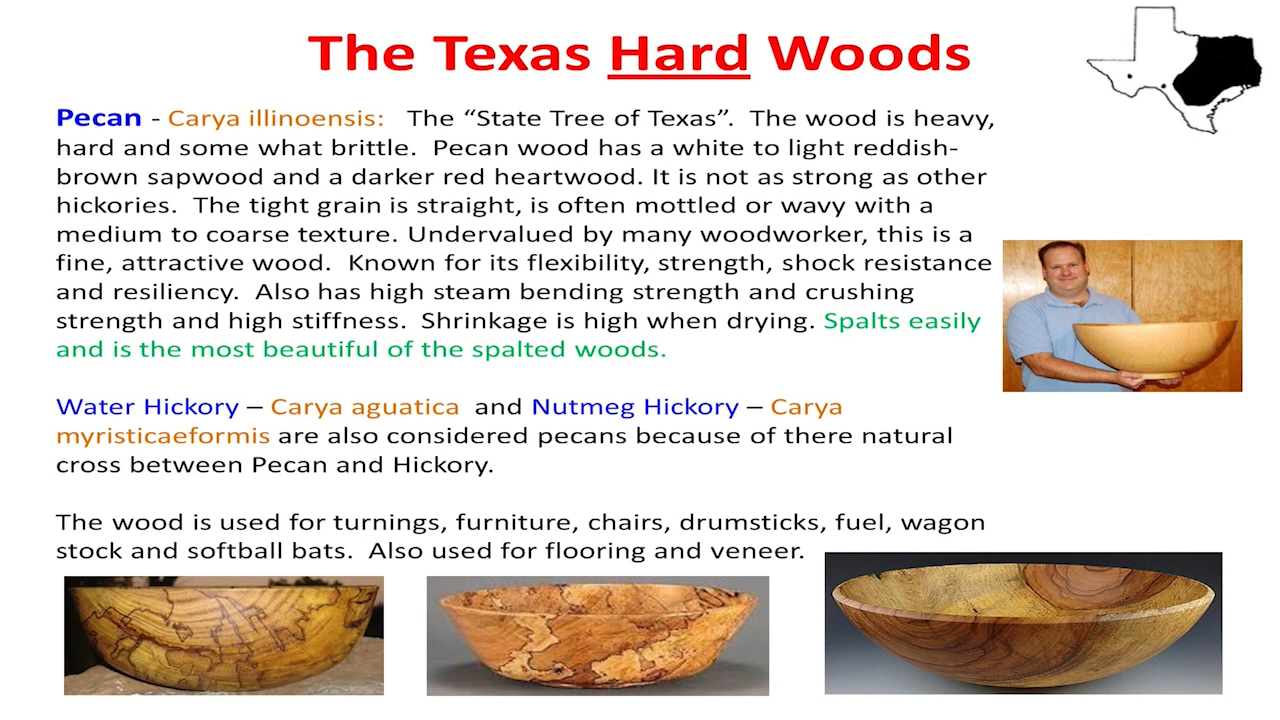 The Texas Hard Woods
Pecan - Carya illinoensis:   The “State Tree of Texas”.  The wood is heavy,
hard and some what brittle.  Pecan wood has a white to light reddish-
brown sapwood and a darker red heartwood. It is not as strong as other
hickories.  The tight grain is straight, is often mottled or wavy with a
medium to coarse texture. Undervalued by many woodworker, this is a
fine, attractive wood.  Known for its flexibility, strength, shock resistance
and resiliency.  Also has high steam bending strength and crushing
strength and high stiffness.  Shrinkage is high when drying. Spalts easily
and is the most beautiful of the spalted woods.
Water Hickory – Carya aguatica  and Nutmeg Hickory – Carya
myristicaeformis are also considered pecans because of there natural
cross between Pecan and Hickory.
The wood is used for turnings, furniture, chairs, drumsticks, fuel, wagon
stock and softball bats.  Also used for flooring and veneer.